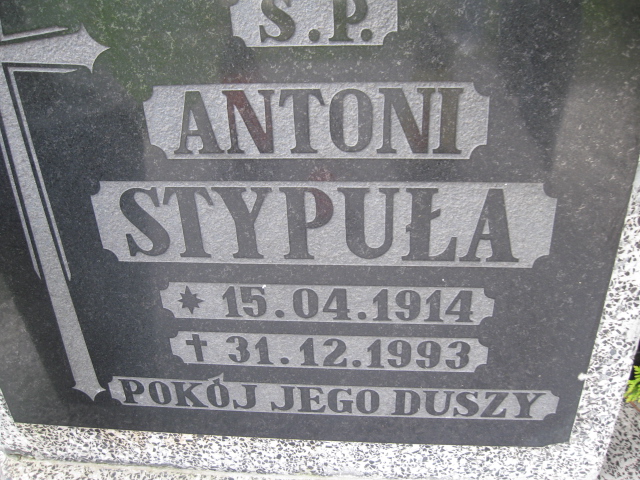 S.P.
ANTONI
STYPUŁA
* 15.04.1914
† 31.12.1993
POKÓJ JEGO DUSZY